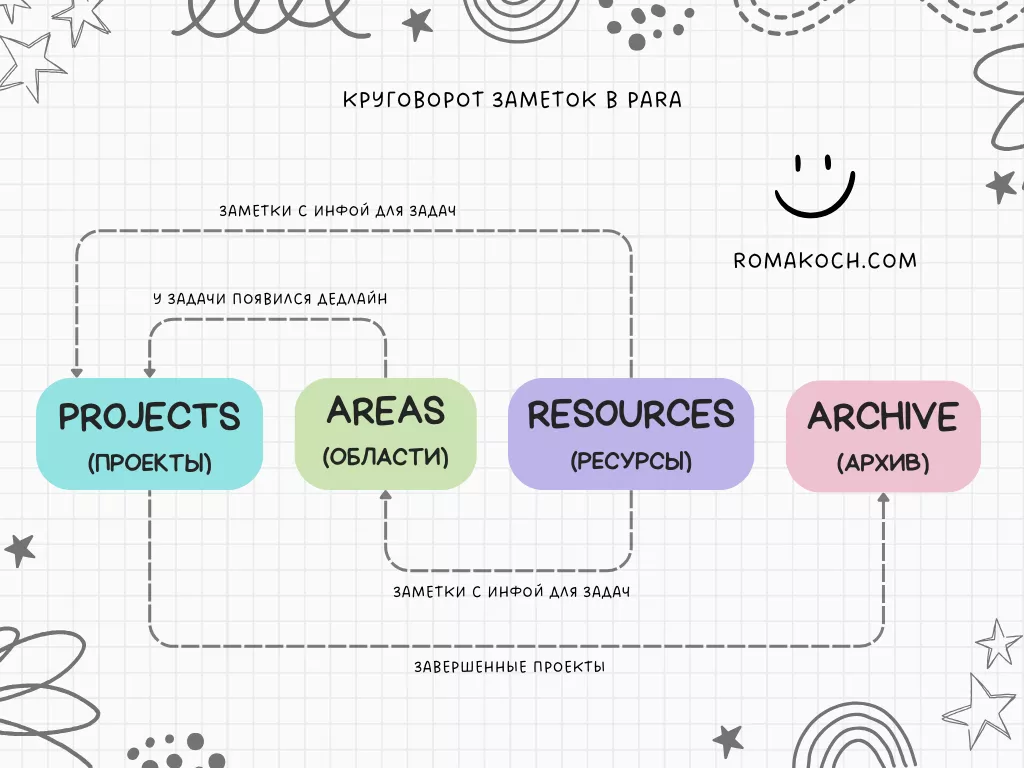 КРУГОВОРОТ ЗАМЕТОК В PARA
ROMAKOCH.COM
ЗАМЕТКИ С ИНФОЙ ДЛЯ ЗАДАЧ
У ЗАДАЧИ ПОЯВИЛСЯ ДЕДЛАЙН
PROJECTS
(ПРОЕКТЫ)
AREAS
(ОБЛАСТИ)
RESOURCES
(РЕСУРСЫ)
ARCHIVE
(АРХИВ)
ЗАМЕТКИ С ИНФОЙ ДЛЯ ЗАДАЧ
ЗАВЕРШЕННЫЕ ПРОЕКТЫ